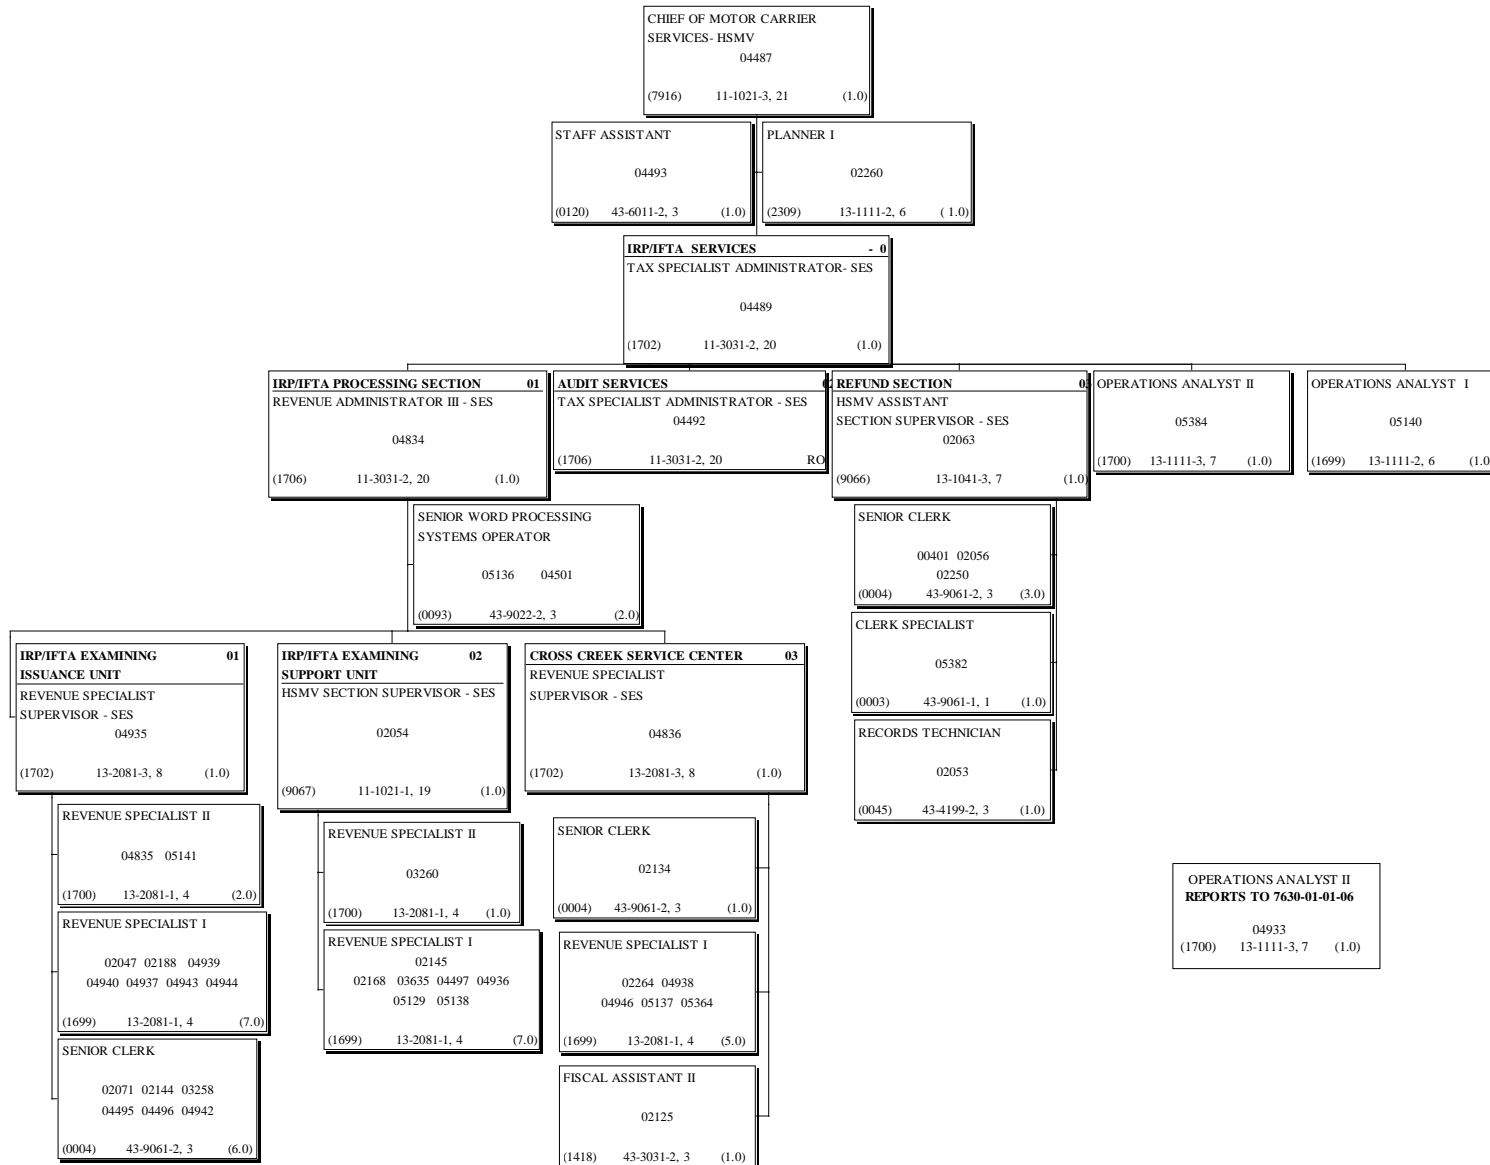 CHIEF OF MOTOR CARRIER
SERVICES- HSMV
04487
(7916) 11-1021-3, 21 (1.0)
STAFF ASSISTANT
04493
(0120) 43-6011-2, 3 (1.0)
PLANNER I
02260
(2309) 13-1111-2, 6 ( 1.0)
IRP/IFTA SERVICES - 0
TAX SPECIALIST ADMINISTRATOR- SES
04489
(1702) 11-3031-2, 20 (1.0)
IRP/IFTA PROCESSING SECTION 01
REVENUE ADMINISTRATOR III - SES
04834
(1706) 11-3031-2, 20 (1.0)
AUDIT SERVICES
TAX SPECIALIST ADMINISTRATOR - SES
04492
(1706) 11-3031-2, 20 RO
REFUND SECTION
HSMV ASSISTANT
SECTION SUPERVISOR - SES
02063
(9066) 13-1041-3, 7 (1.0)
OPERATIONS ANALYST II
05384
(1700) 13-1111-3, 7 (1.0)
OPERATIONS ANALYST I
05140
(1699) 13-1111-2, 6 (1.0
SENIOR WORD PROCESSING
SYSTEMS OPERATOR
05136 04501
(0093) 43-9022-2, 3 (2.0)
SENIOR CLERK
00401 02056
02250
(0004) 43-9061-2, 3 (3.0)
CLERK SPECIALIST
05382
(0003) 43-9061-1, 1 (1.0)
RECORDS TECHNICIAN
02053
(0045) 43-4199-2, 3 (1.0)
IRP/IFTA EXAMINING 01
ISSUANCE UNIT
REVENUE SPECIALIST
SUPERVISOR - SES
04935
(1702) 13-2081-3, 8 (1.0)
IRP/IFTA EXAMINING 02
SUPPORT UNIT
HSMV SECTION SUPERVISOR - SES
02054
(9067) 11-1021-1, 19 (1.0)
CROSS CREEK SERVICE CENTER 03
REVENUE SPECIALIST
SUPERVISOR - SES
04836
(1702) 13-2081-3, 8 (1.0)
REVENUE SPECIALIST II
04835 05141
(1700) 13-2081-1, 4 (2.0)
REVENUE SPECIALIST I
02047 02188 04939
04940 04937 04943 04944
(1699) 13-2081-1, 4 (7.0)
SENIOR CLERK
02071 02144 03258
04495 04496 04942
(0004) 43-9061-2, 3 (6.0)
REVENUE SPECIALIST II
03260
(1700) 13-2081-1, 4 (1.0)
REVENUE SPECIALIST I
02145
02168 03635 04497 04936
05129 05138
(1699) 13-2081-1, 4 (7.0)
SENIOR CLERK
02134
(0004) 43-9061-2, 3 (1.0)
REVENUE SPECIALIST I
02264 04938
04946 05137 05364
(1699) 13-2081-1, 4 (5.0)
FISCAL ASSISTANT II
02125
(1418) 43-3031-2, 3 (1.0)
OPERATIONS ANALYST II
REPORTS TO 7630-01-01-06
04933
(1700) 13-1111-3, 7 (1.0)